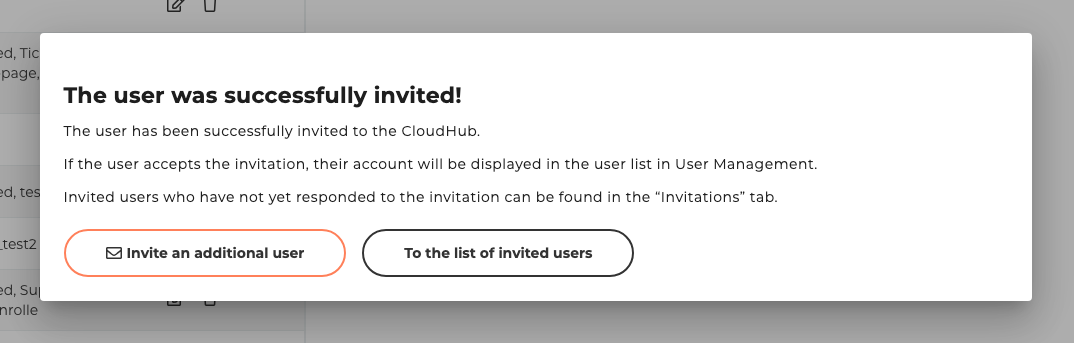 ed, Tic
page,
The user was successfully invited!
The user has been successfully invited to the CloudHub.
If the user accepts the invitation, their account will be displayed in the user list in User Management.
Invited users who have not yet responded to the invitation can be found in the “Invitations” tab.
ed, tes
_test2
Invite an additional user
To the list of invited users
ed, Sup
nrolle